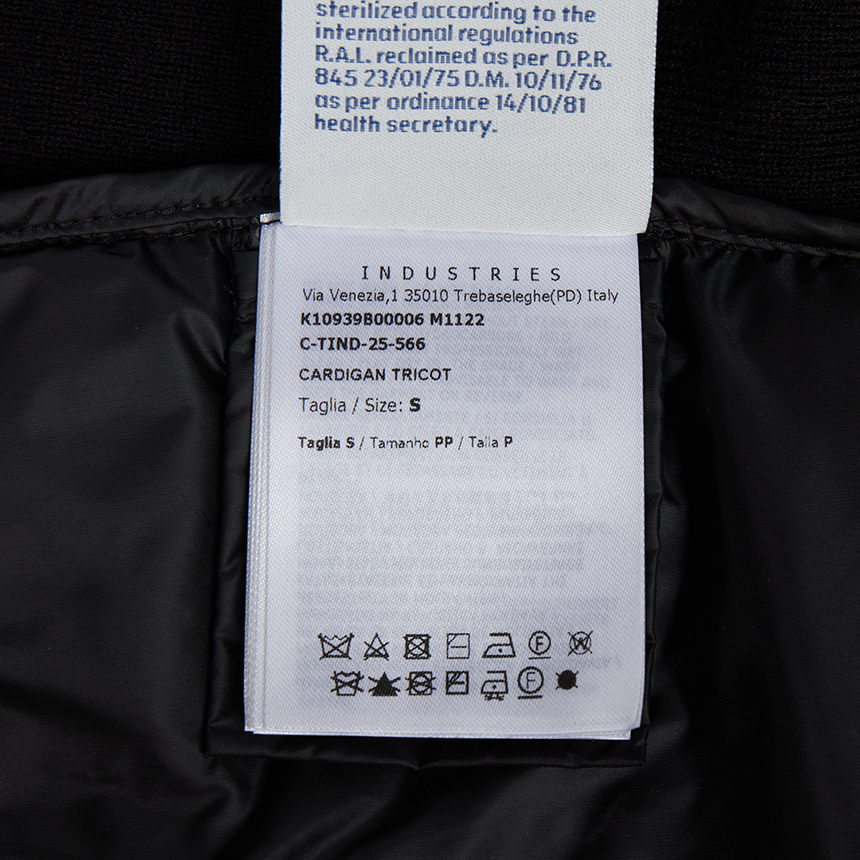 sterilized according to the
international regulations
R.A.L. reclaimed as per D.P.R.
845 23/01/75 D.M. 10/11/76
as per ordinance 14/10/81
health secretary.
INDUSTRIES
Via Venezia,1 35010 Trebaseleghe(PD) Italy
K10939B00006 M1122
C-TIND-25-566
CARDIGAN TRICOT
Taglia / Size: S
Taglia S / Tamanho PP / Talla P
F W
F